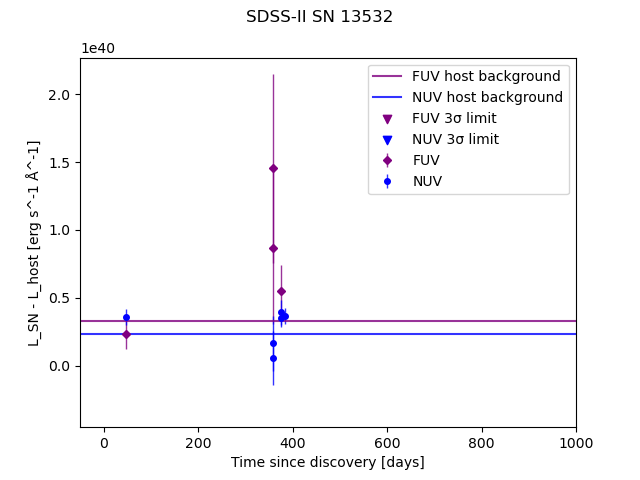 SDSS-II SN 13532
1e40
L_SN - L_host [erg s^-1 Å^-1]
2.0
1.5
1.0
0.5
0.0
0
200
400
600
800
1000
Time since discovery [days]
FUV host background
NUV host background
FUV 3σ limit
NUV 3σ limit
FUV
NUV